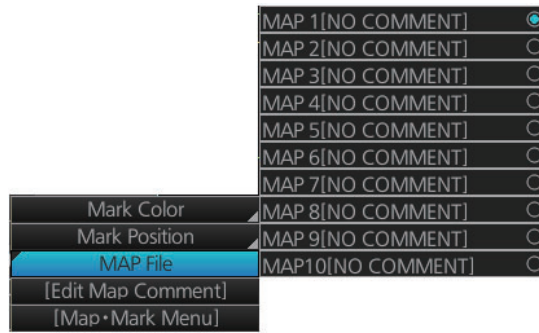 MAP 1[NO COMMENT]
MAP 2[NO COMMENT]
MAP 3[NO COMMENT]
MAP 4[NO COMMENT]
MAP 5[NO COMMENT]
MAP 6[NO COMMENT]
MAP 7[NO COMMENT]
Mark Color
MAP 8[NO COMMENT]
Mark Position
MAP 9[NO COMMENT]
MAP File
MAP10[NO COMMENT]
[Edit Map Comment]
[Map・Mark Menu]